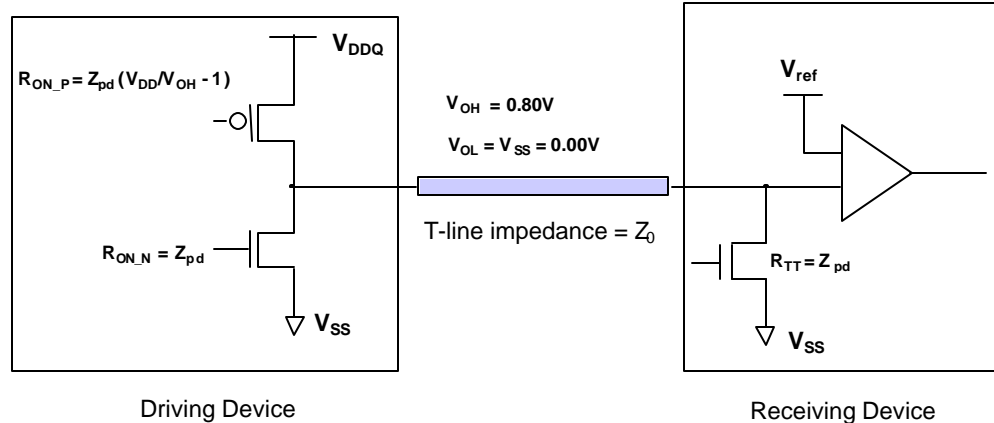 V_DDQ
R_ON_P = Z_pd (V_DD/V_OH - 1)
V_OH = 0.80V
V_OL = V_SS = 0.00V
V_ref
T-line impedance = Z_0
R_ON_N = Z_pd
R_TT = Z_pd
V_SS
V_SS
Driving Device
Receiving Device